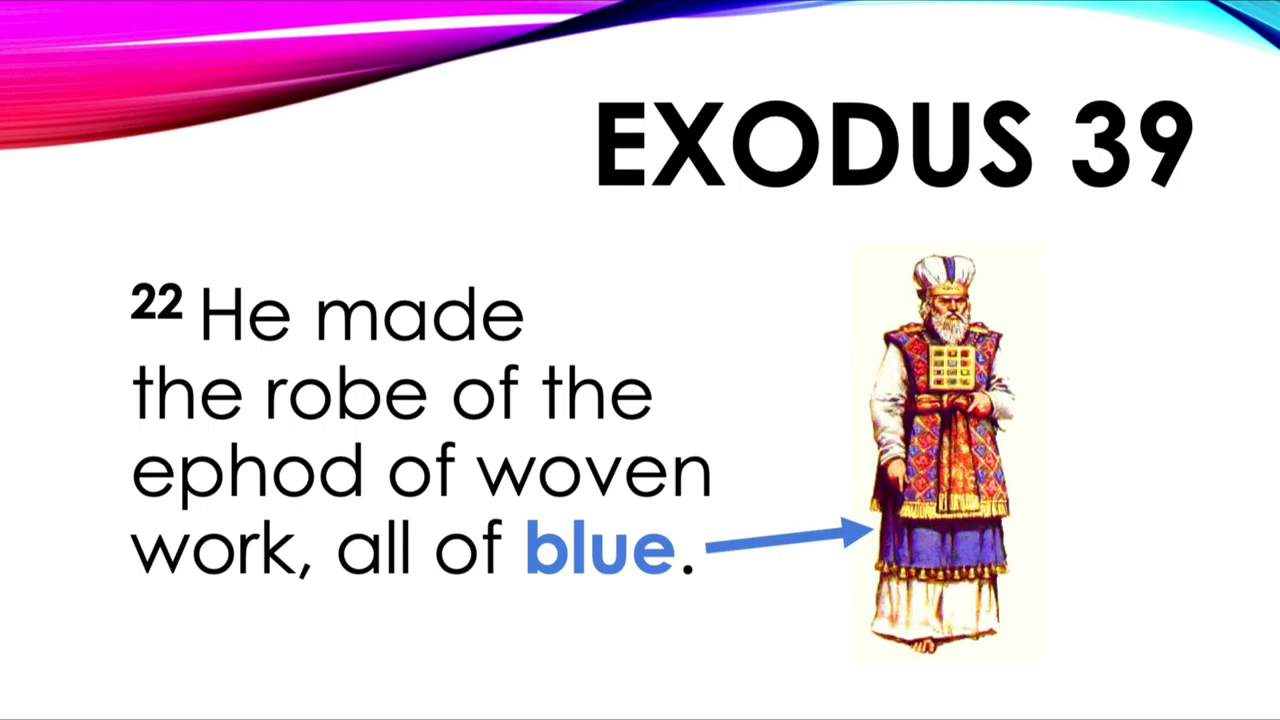 EXODUS 39
22 He made
the robe of the
ephod of woven
work, all of blue.